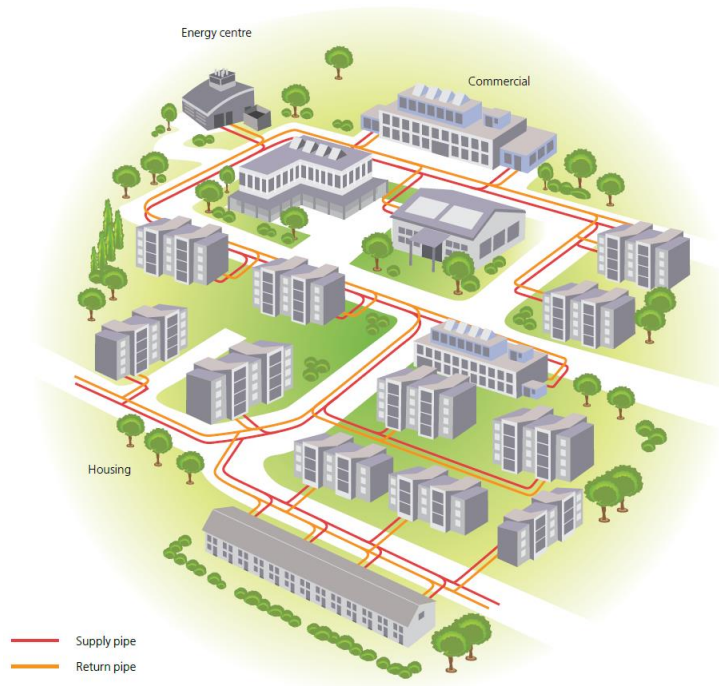 Energy centre
Commercial
Housing
Supply pipe
Return pipe